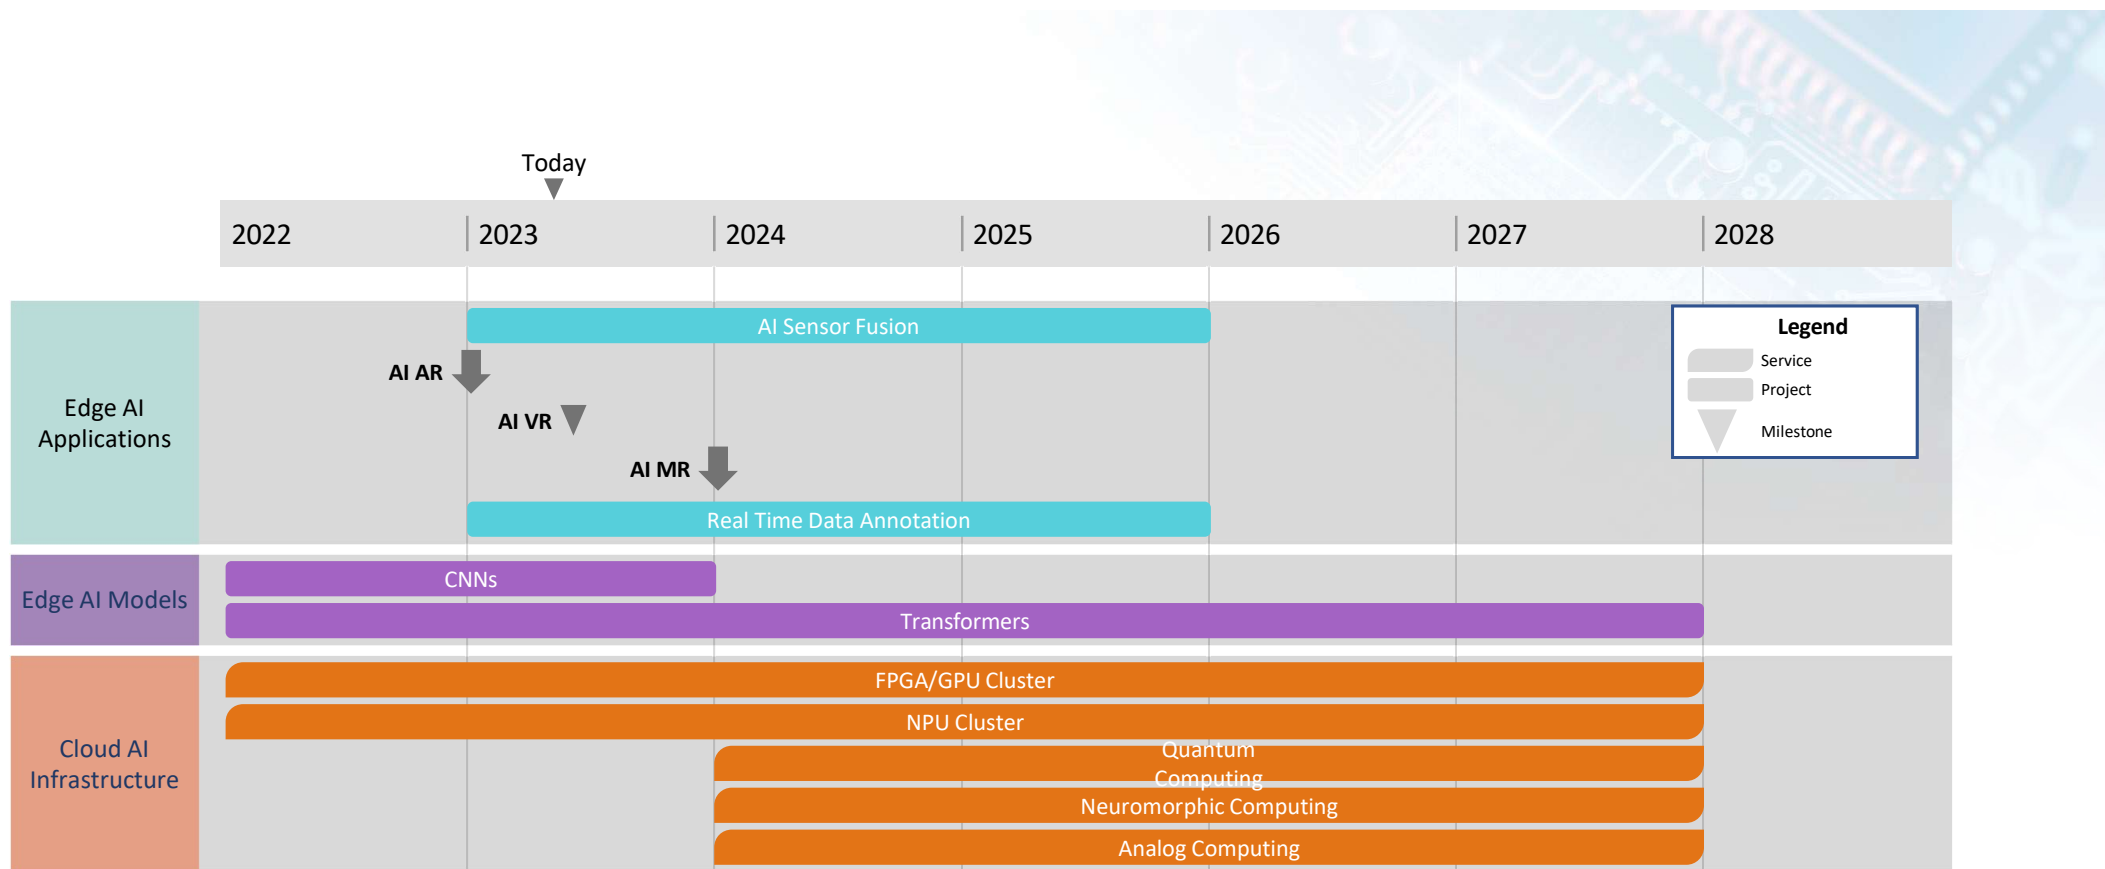 Today
2022
2023
2024
2025
2026
2027
2028
AI Sensor Fusion
Legend
Service
Project
Milestone
AI AR
Edge AI
Applications
AI VR
AI MR
Real Time Data Annotation
CNNs
Edge AI Models
Transformers
FPGA/GPU Cluster
NPU Cluster
Cloud AI
Infrastructure
Quantum
Computing
Neuromorphic Computing
Analog Computing